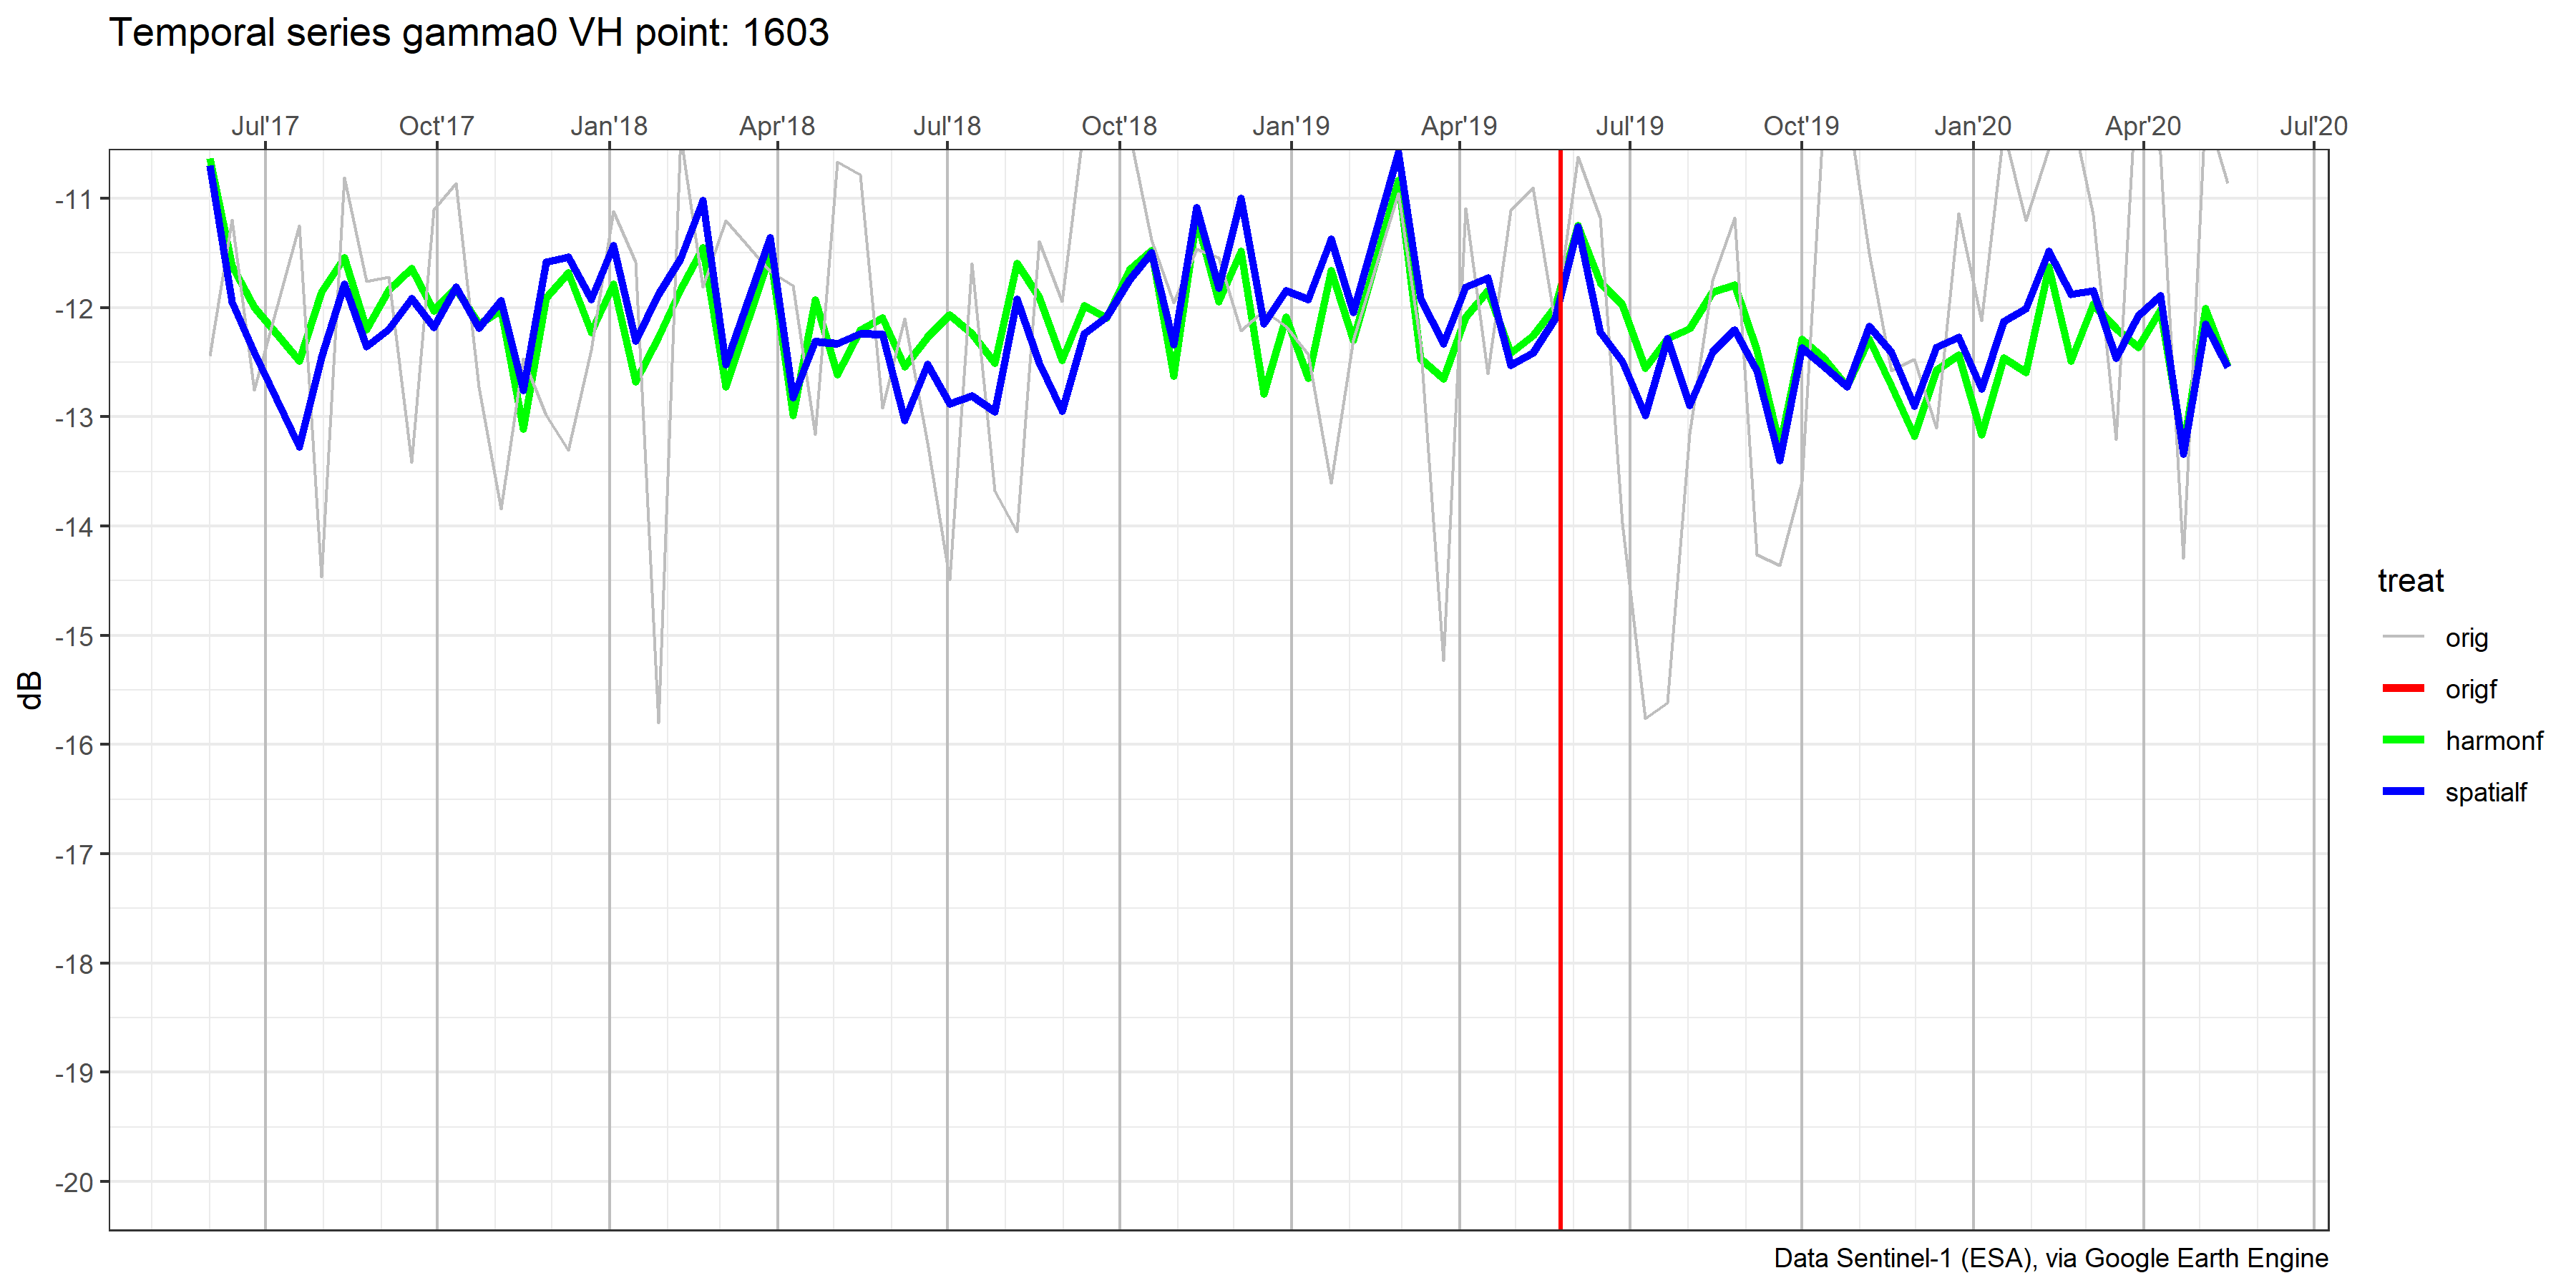 Temporal series gamma0 VH point: 1603
Jul'17 Oct'17 Jan'18 Apr'18 Jul'18 Oct'18 Jan'19 Apr'19 Jul'19 Oct'19 Jan'20 Apr'20 Jul'20
-11
-12
-13
-14
-15
-16
-17
-18
-19
-20
dB
treat
orig
origf
harmonf
spatialf
Data Sentinel-1 (ESA), via Google Earth Engine